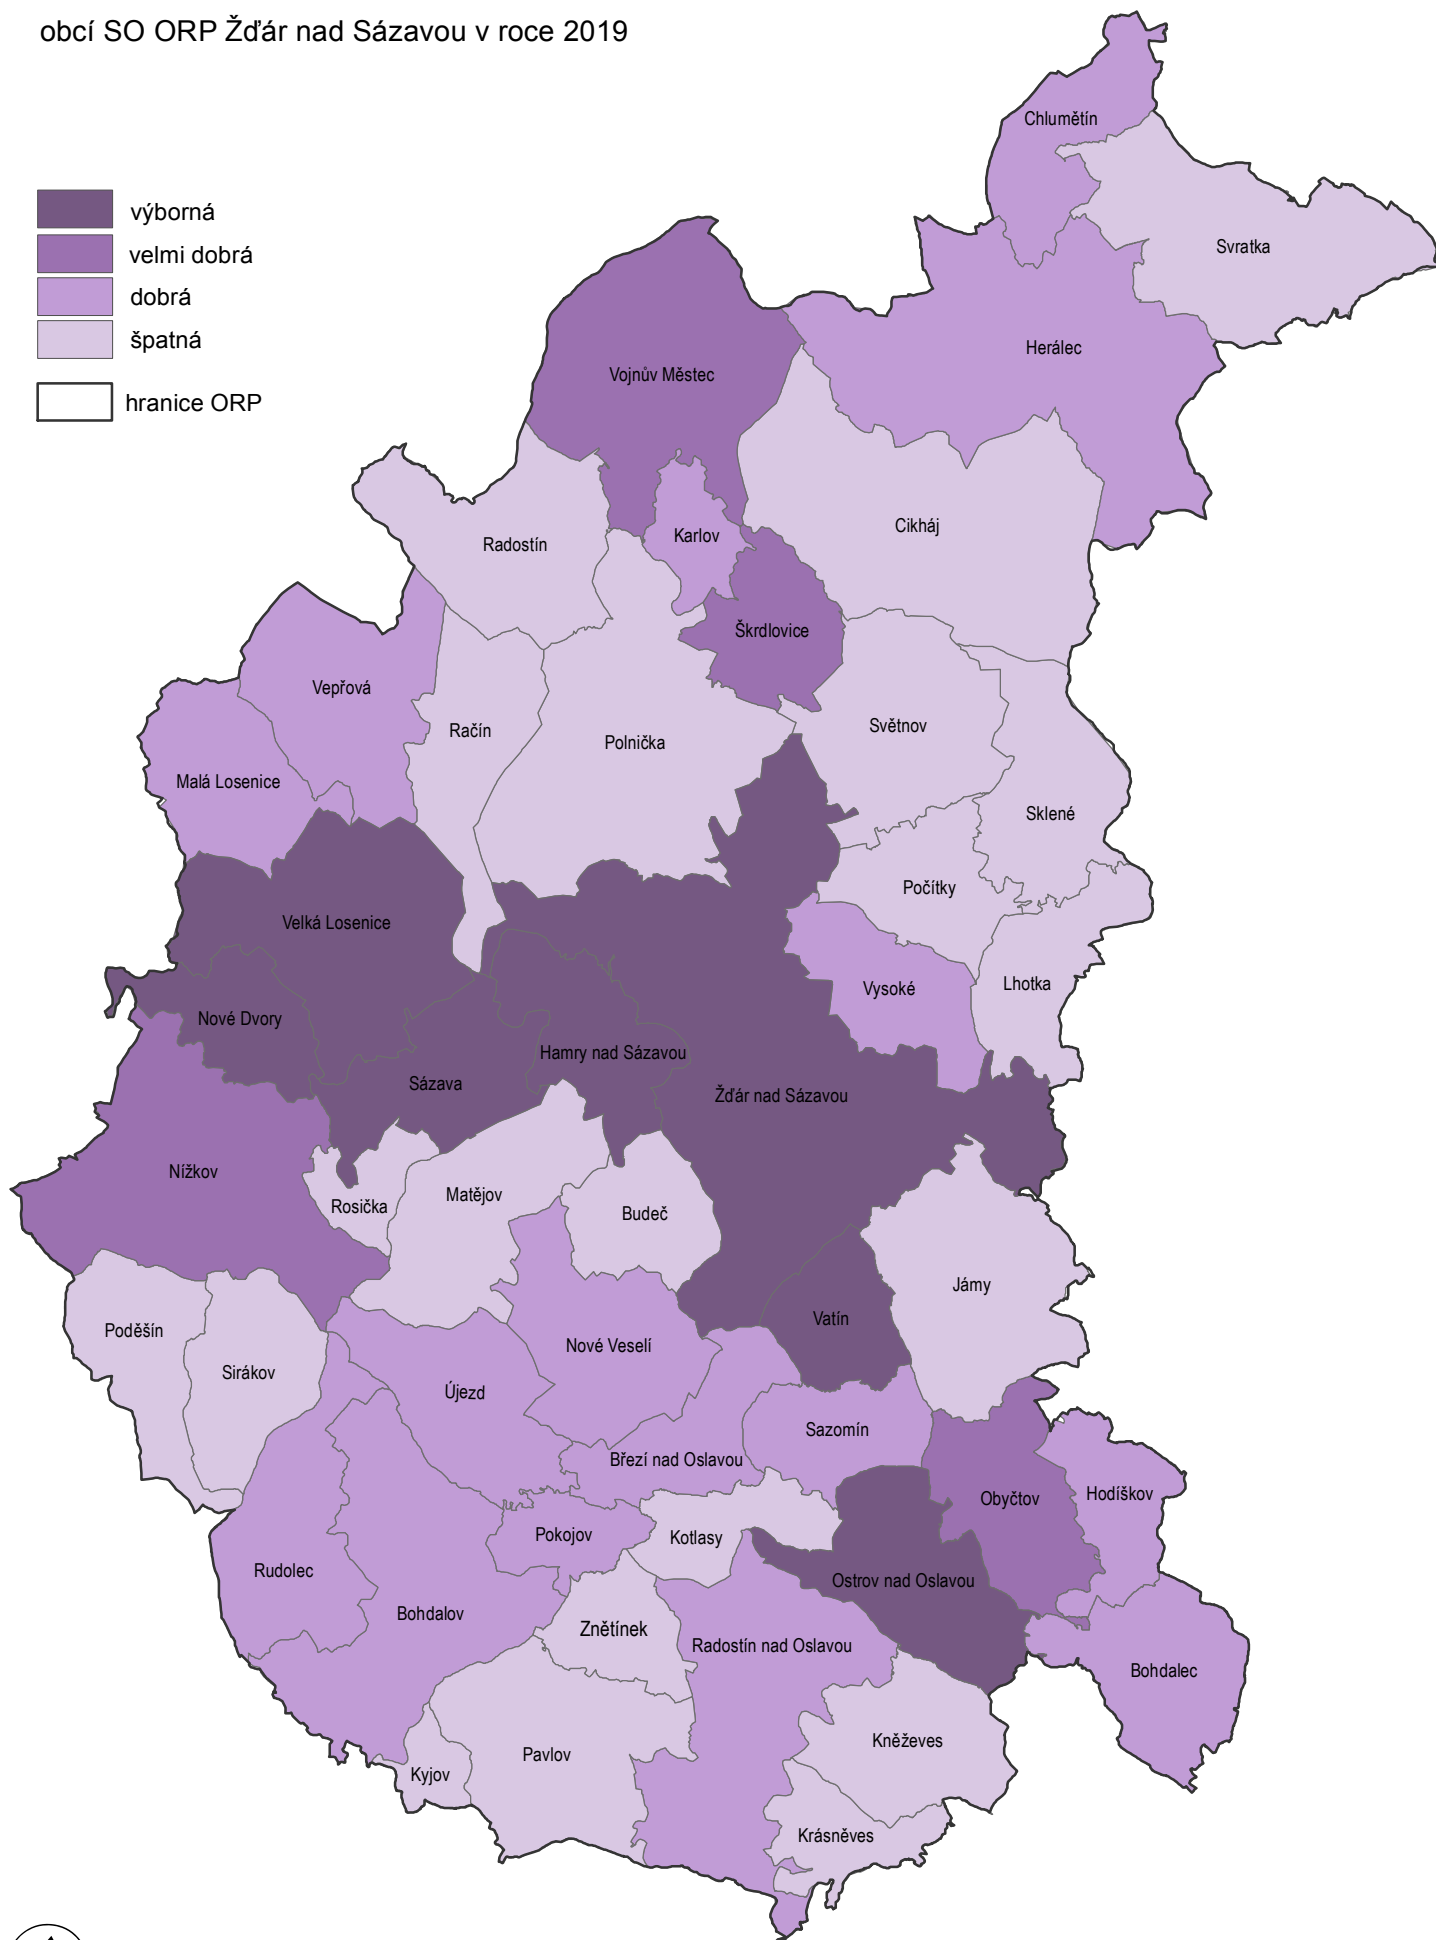 obcí SO ORP Žďár nad Sázavou v roce 2019
výborná
velmi dobrá
dobrá
špatná
hranice ORP
Chlumětín
Svratka
Herálec
Vojnův Městec
Cikháj
Karlov
Radostín
Škrdlovice
Vepřová
Světnov
Račín
Polnička
Malá Losenice
Sklené
Počítky
Velká Losenice
Lhotka
Vysoké
Nové Dvory
Hamry nad Sázavou
Sázava
Žďár nad Sázavou
Nížkov
Matějov
Rosička
Budeč
Jámy
Vatín
Poděšín
Nové Veselí
Sirákov
Újezd
Sazomín
Březí nad Oslavou
Hodíškov
Obyčtov
Pokojov
Kotlasy
Rudolec
Ostrov nad Oslavou
Bohdalov
Znětínek
Radostín nad Oslavou
Bohdalec
Kněževes
Pavlov
Kyjov
Krásněves